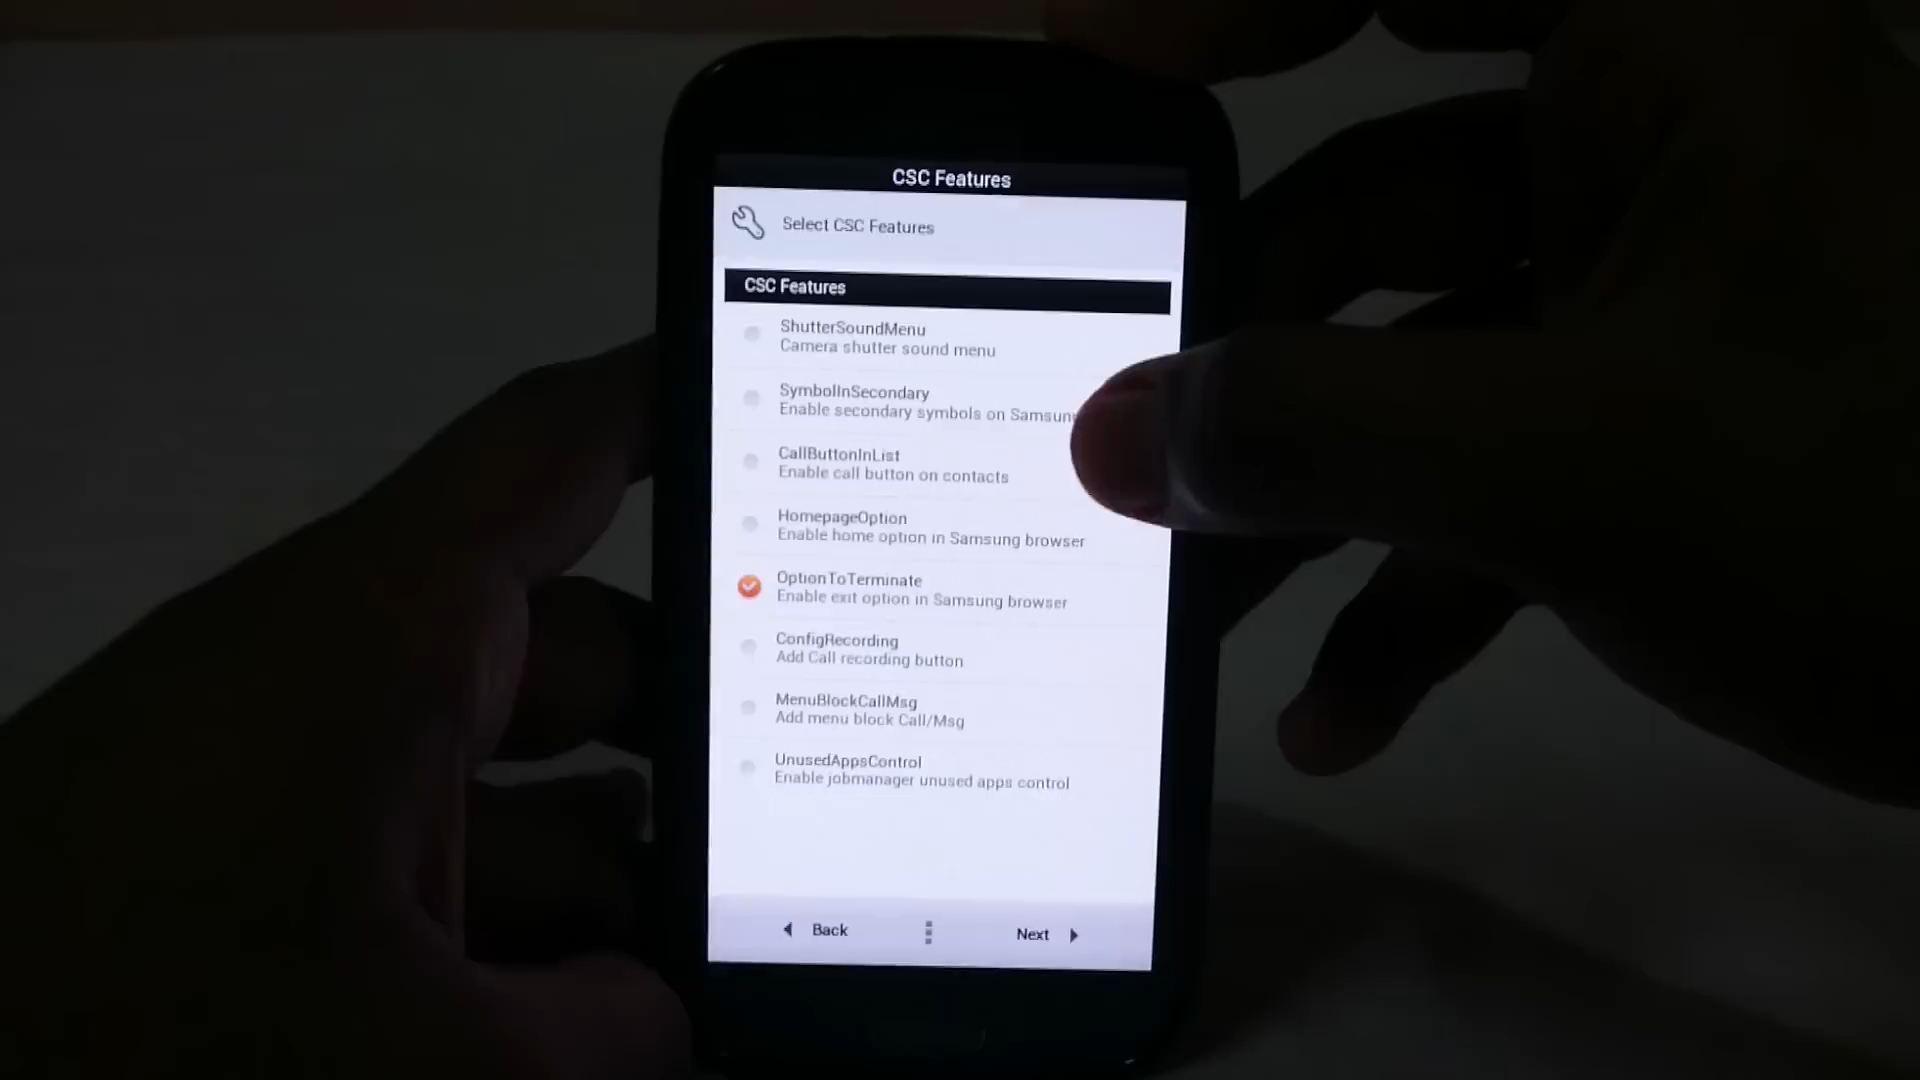 CSC Features
Select CSC Features
CSC Features
ShutterSoundMenu
Camera shutter sound menu
SymbolInSecondary
Enable secondary symbols on
CallButtonInList
Enable call button on contacts
HomepageOption
Enable home option in Samsung browser
OptionToTerminate
Enable exit option in Samsung browser
ConfigRecording
Add Call recording button
MenuBlockCallMsg
Add menu block Call/Msg
UnusedAppsControl
Enable jobmanager unused apps control
Back
Next